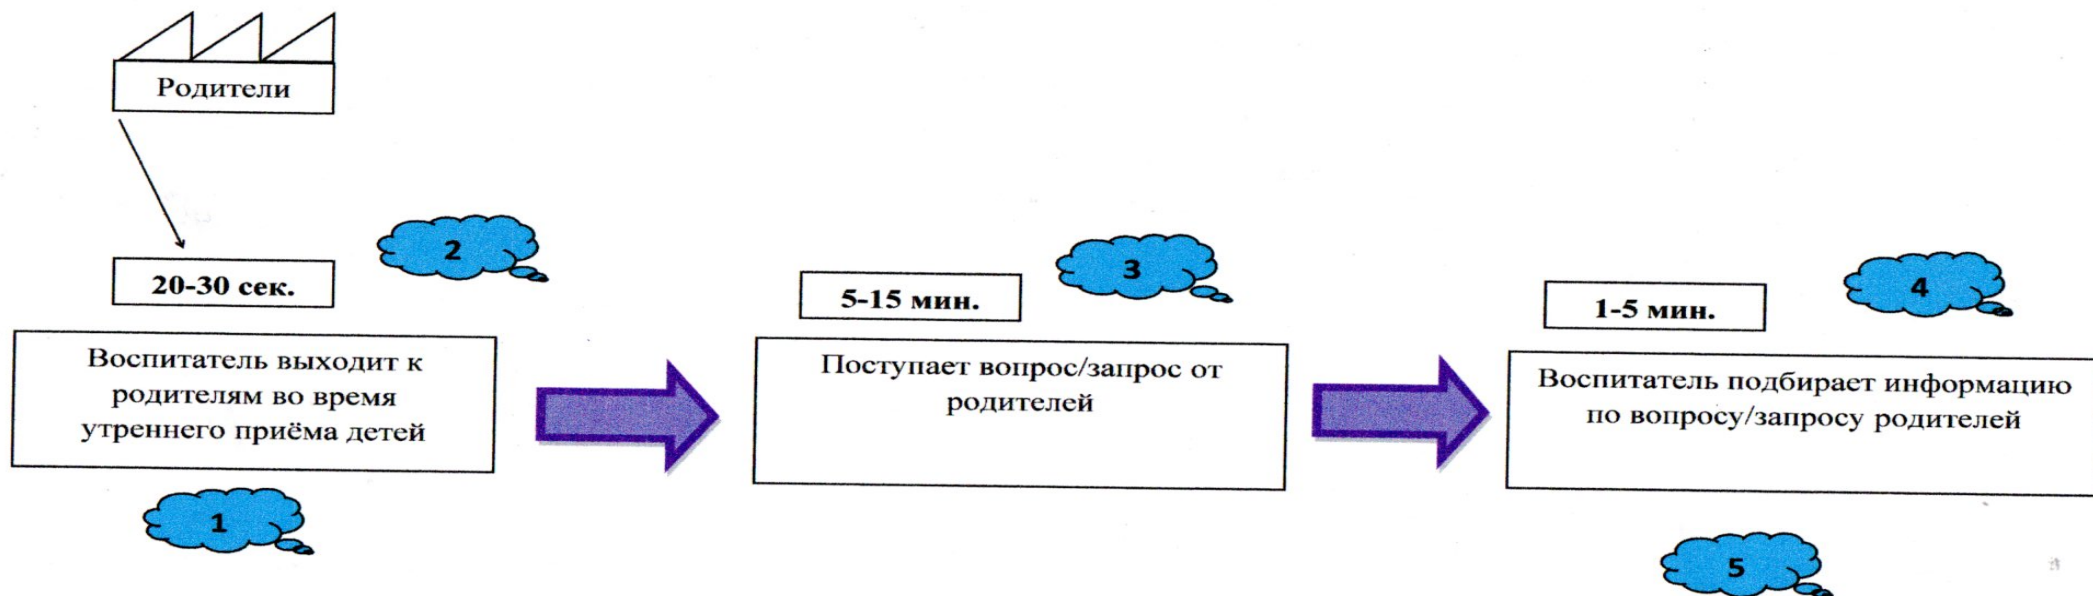 Родители
2
20-30 сек.
3
5-15 мин.
4
1-5 мин.
Воспитатель выходит к
родителям во время
утреннего приёма детей
Поступает вопрос/запрос от
родителей
Воспитатель подбирает информацию
по вопросу/запросу родителей
1
5